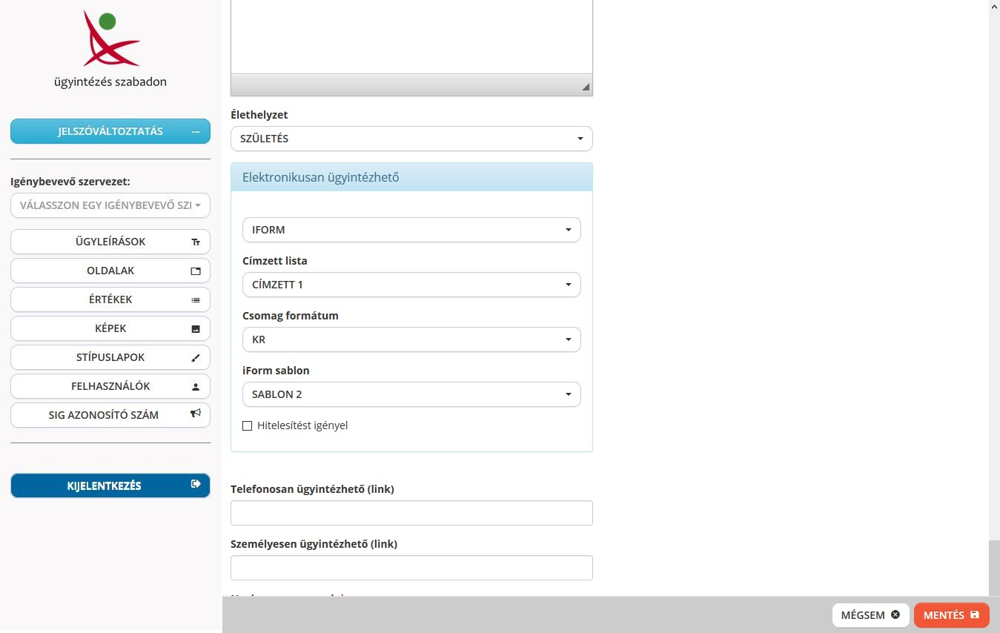 ügyintézés szabadon
JELSZÓVÁLTOZTATÁS ---
Igénybevevő szervezet:
VÁLASSZON EGY IGÉNYBEVEVŐ SZI
ÜGYLEÍRÁSOK
OLDALAK
ÉRTÉKEK
KÉPEK
STÍPUSLAPOK
FELHASZNÁLÓK
SIG AZONOSÍTÓ SZÁM
KIJELENTKEZÉS
Élethelyzet
SZÜLETÉS
Elektronikusan ügyintézhető
IFORM
Címzett lista
CÍMZETT 1
Csomag formátum
KR
iForm sablon
SABLON 2
Hitelesítést igényel
Telefonosan ügyintézhető (link)
Személyesen ügyintézhető (link)
MÉGSEM
MENTÉS